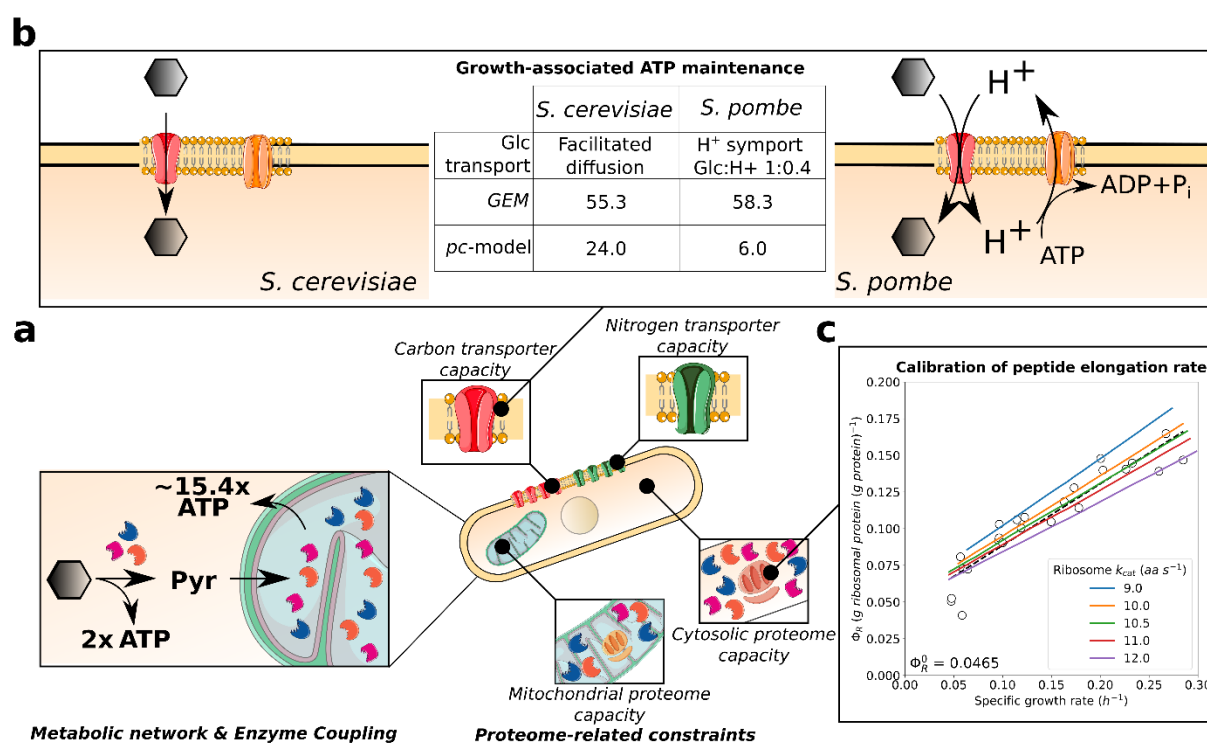 b
Growth-associated ATP maintenance
S. cerevisiae
S. pombe
Glc transport
Facilitated diffusion
H+ symport
Glc:H+ 1:0.4
GEM
55.3
58.3
pc-model
24.0
6.0
S. cerevisiae
H+
H+
ADP+Pi
ATP
S. pombe
a
Carbon transporter
capacity
Nitrogen transporter
capacity
~15.4x
ATP
Pyr
2x ATP
Cytosolic proteome
capacity
Mitochondrial proteome
capacity
Metabolic network & Enzyme Coupling
Proteome-related constraints
c
Calibration of peptide elongation rate
0.200
0.175
0.150
0.125
0.100
0.075
0.050
0.025
0.000
ΦR (g ribosomal protein (g protein)−1)
Ribosome kcat (aa s−1)
9.0
10.0
10.5
11.0
12.0
Φ0R = 0.0465
0.00 0.05 0.10 0.15 0.20 0.25 0.30
Specific growth rate (h−1)